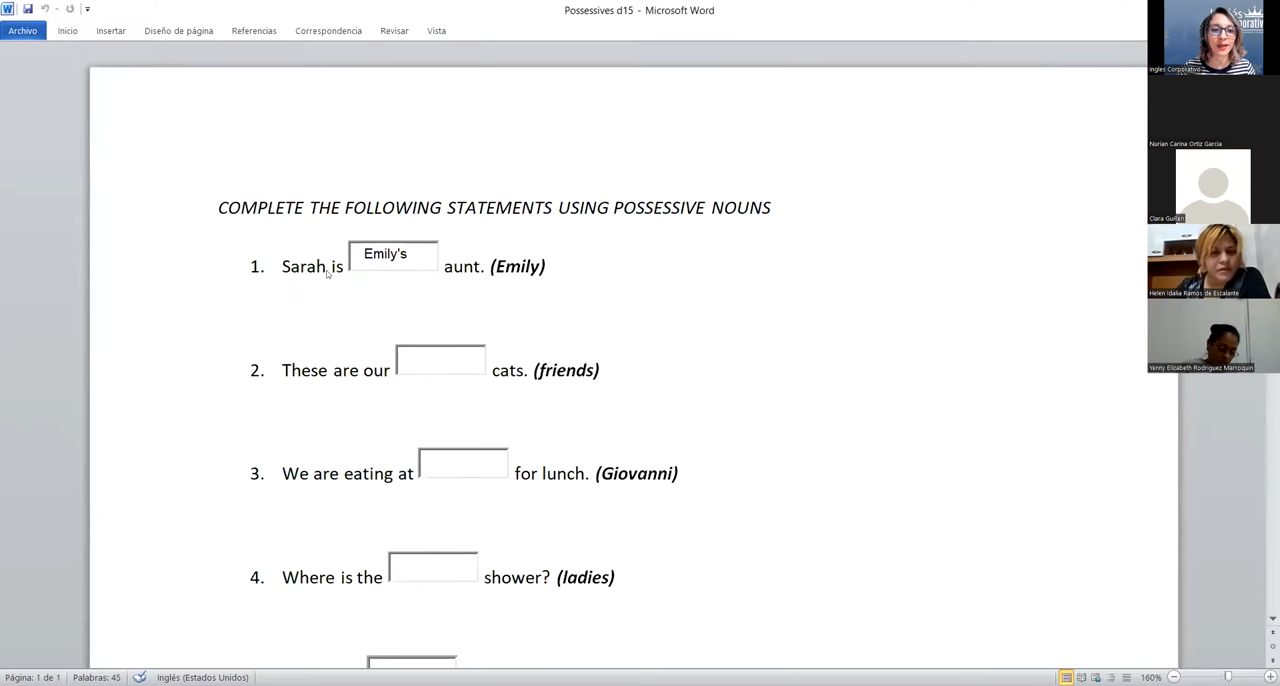 Possessives d15 - Microsoft Word
Archivo Inicio Insertar Diseño de página Referencias Correspondencia Revisar Vista
COMPLETE THE FOLLOWING STATEMENTS USING POSSESSIVE NOUNS
1. Sarah is Emily's aunt. (Emily)
2. These are our cats. (friends)
3. We are eating at for lunch. (Giovanni)
4. Where is the shower? (ladies)
Ingles Corporativo
Nurian Carina Ortiz Garcia
Clara Guillen
Helen Idalia Ramos de Escalante
Yenny Elizabeth Rodriguez Marroquin
Página: 1 de 1 Palabras: 45 Inglés (Estados Unidos) 160%